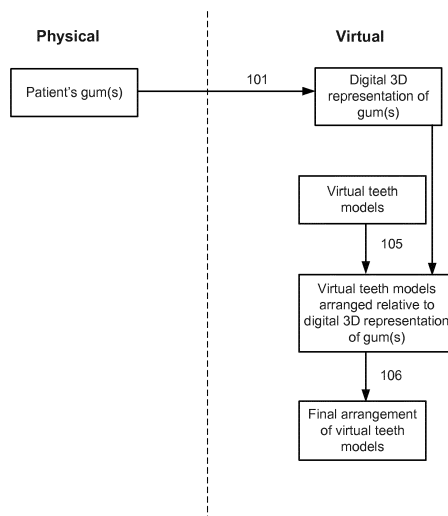 Physical
Virtual
Patient's gum(s)
101
Digital 3D
representation of
gum(s)
Virtual teeth
models
105
Virtual teeth models
arranged relative to
digital 3D representation
of gum(s)
106
Final arrangement
of virtual teeth
models